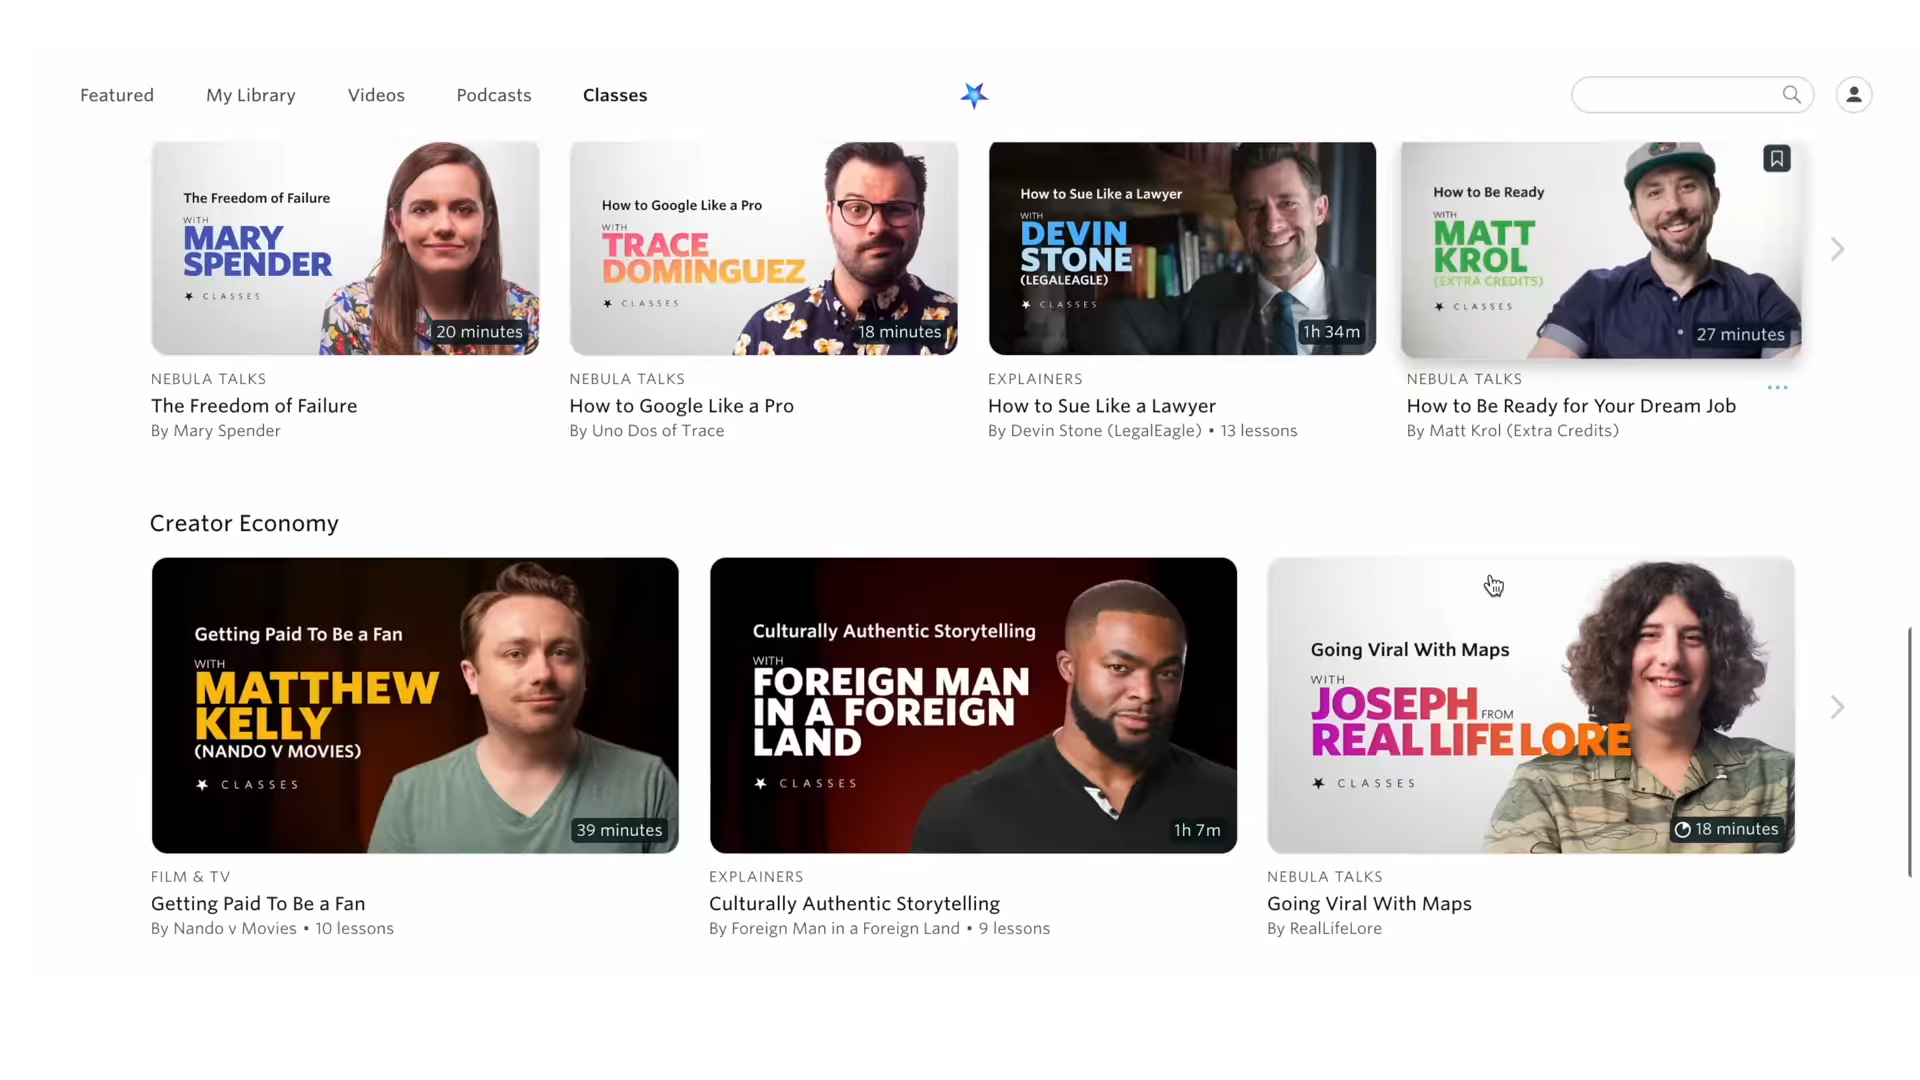 Featured
My Library
Videos
Podcasts
Classes
The Freedom of Failure
WITH
MARY
SPENDER
CLASSES
20 minutes
How to Google Like a Pro
WITH
TRACE
DOMINGUEZ
CLASSES
18 minutes
How to Sue Like a Lawyer
WITH
DEVIN
STONE
(LEGALEAGLE)
CLASSES
1h 34m
How to Be Ready
WITH
MATT
KROL
(EXTRA CREDITS)
CLASSES
27 minutes
NEBULA TALKS
The Freedom of Failure
By Mary Spender
NEBULA TALKS
How to Google Like a Pro
By Uno Dos of Trace
EXPLAINERS
How to Sue Like a Lawyer
By Devin Stone (LegalEagle) • 13 lessons
NEBULA TALKS
How to Be Ready for Your Dream Job
By Matt Krol (Extra Credits)
Creator Economy
Getting Paid To Be a Fan
WITH
MATTHEW
KELLY
(NANDO V MOVIES)
CLASSES
39 minutes
Culturally Authentic Storytelling
WITH
FOREIGN MAN
IN A FOREIGN
LAND
CLASSES
1h 7m
Going Viral With Maps
WITH
JOSEPH FROM
REAL LIFE LORE
CLASSES
18 minutes
FILM & TV
Getting Paid To Be a Fan
By Nando v Movies • 10 lessons
EXPLAINERS
Culturally Authentic Storytelling
By Foreign Man in a Foreign Land • 9 lessons
NEBULA TALKS
Going Viral With Maps
By RealLifeLore